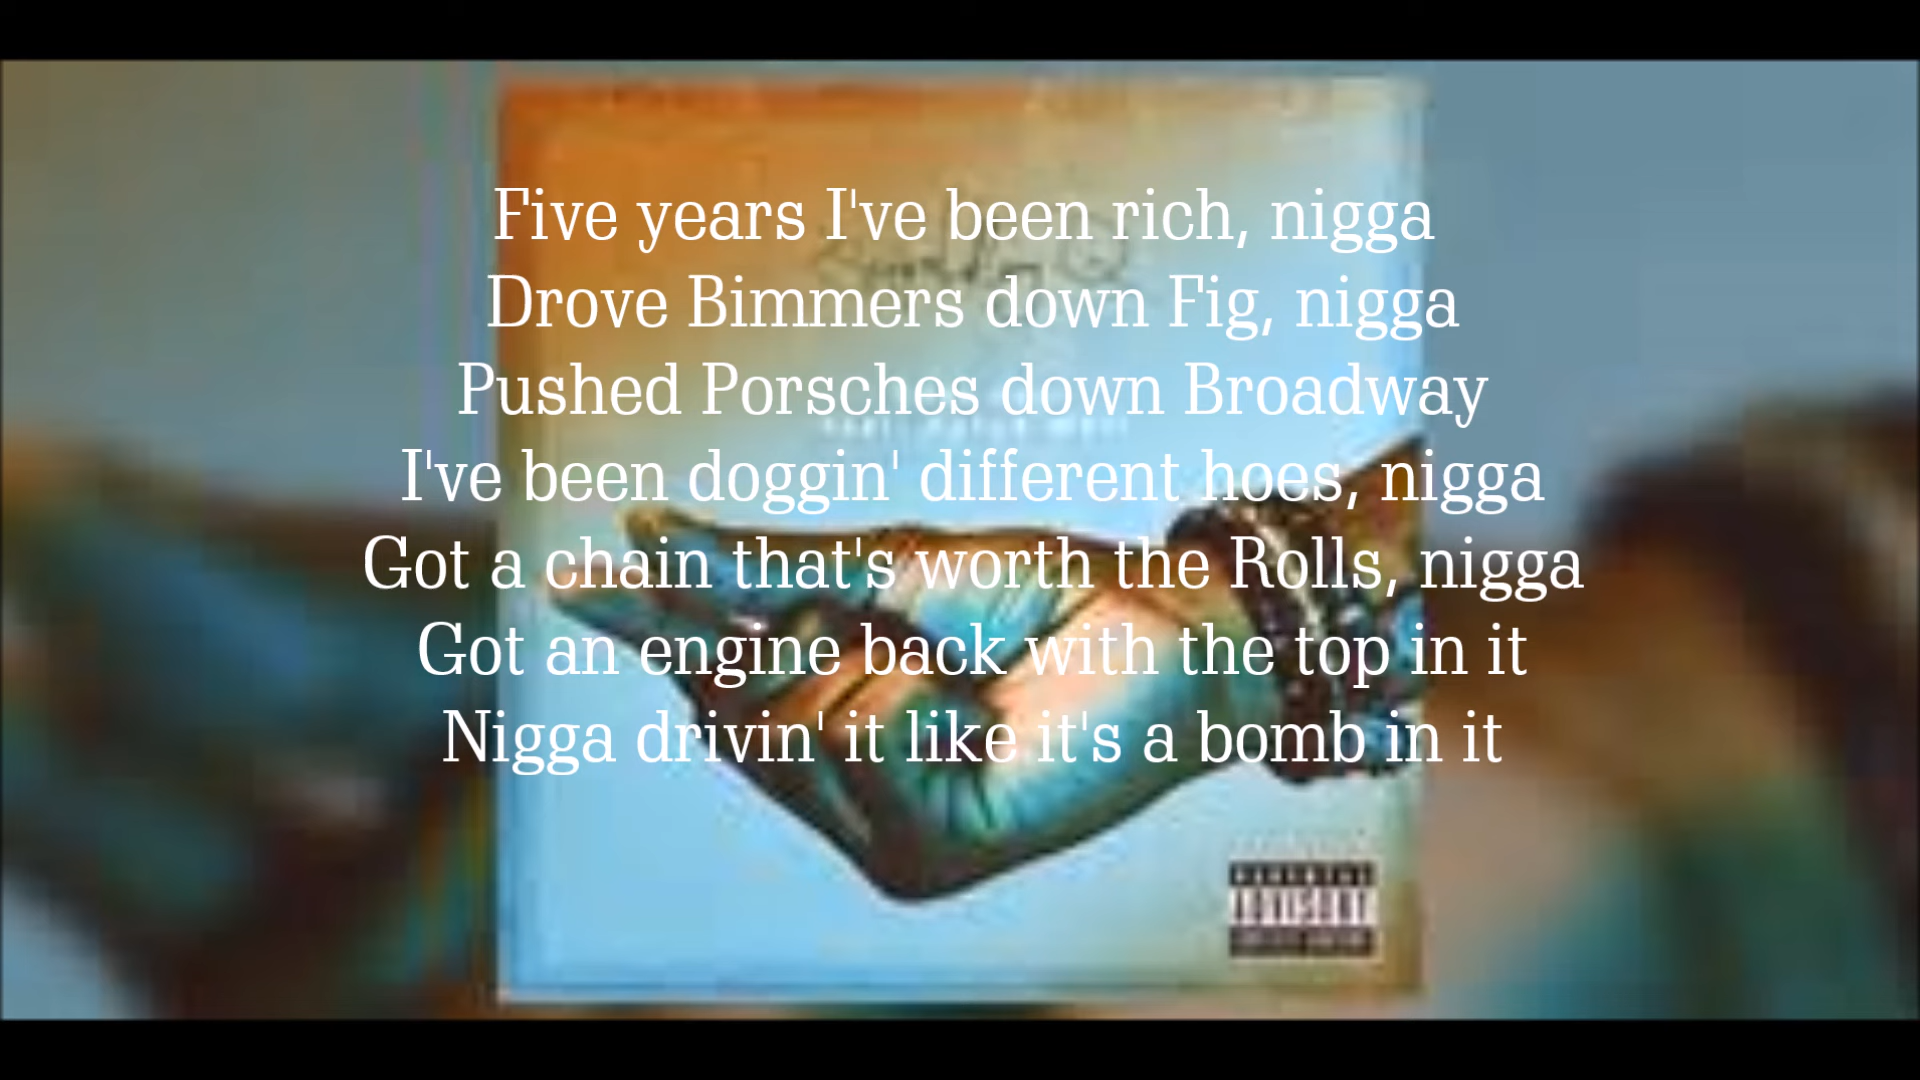 Five years I've been rich, nigga
Drove Bimmers down Fig, nigga
Pushed Porsches down Broadway
I've been doggin' different hoes, nigga
Got a chain that's worth the Rolls, nigga
Got an engine back with the top in it
Nigga drivin' it like it's a bomb in it
ADVISORY